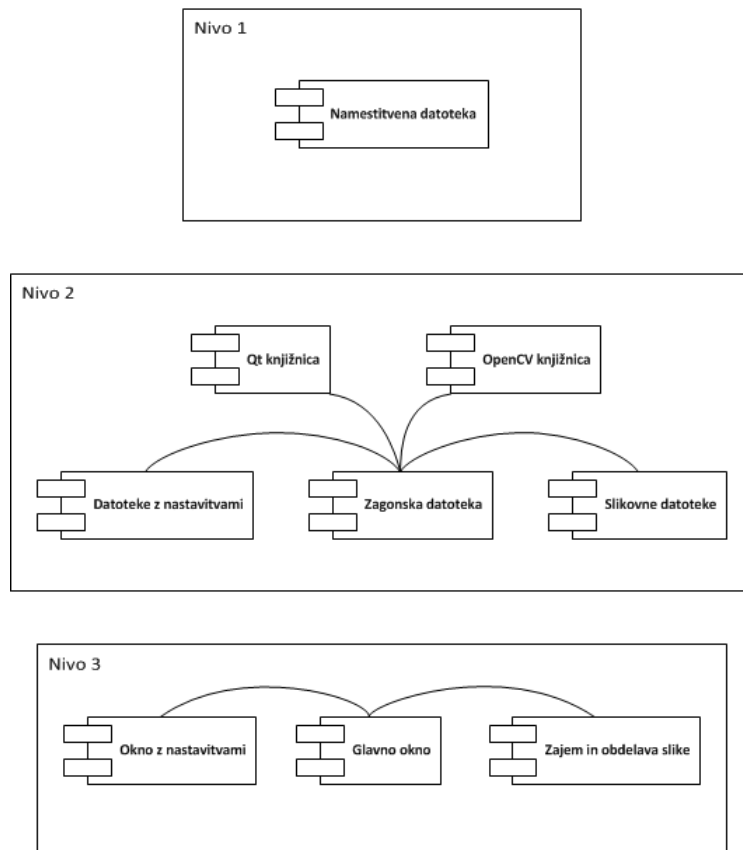 Nivo 1
Namestitvena datoteka
Nivo 2
Qt knjižnica
OpenCV knjižnica
Datoteke z nastavitvami
Zagonska datoteka
Slikovne datoteke
Nivo 3
Okno z nastavitvami
Glavno okno
Zajem in obdelava slike